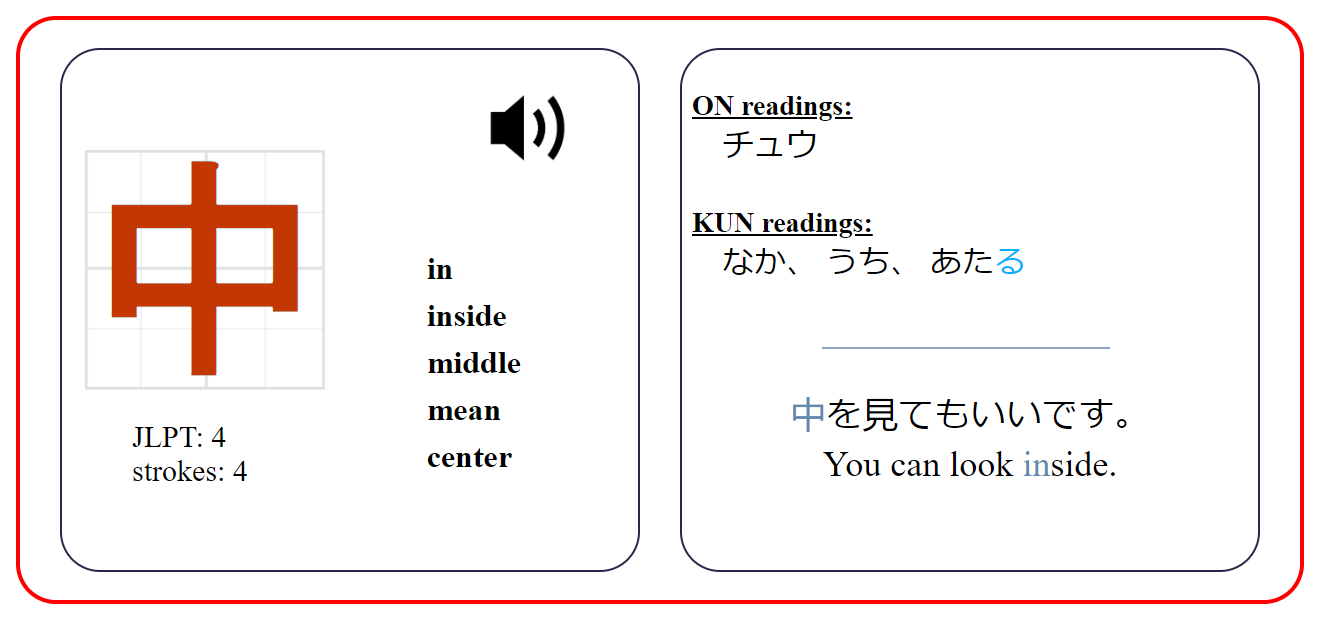 中
JLPT: 4
strokes: 4
in
inside
middle
mean
center
ON readings:
チュウ
KUN readings:
なか、 うち、 あたる
中を見てもいいです。
You can look inside.